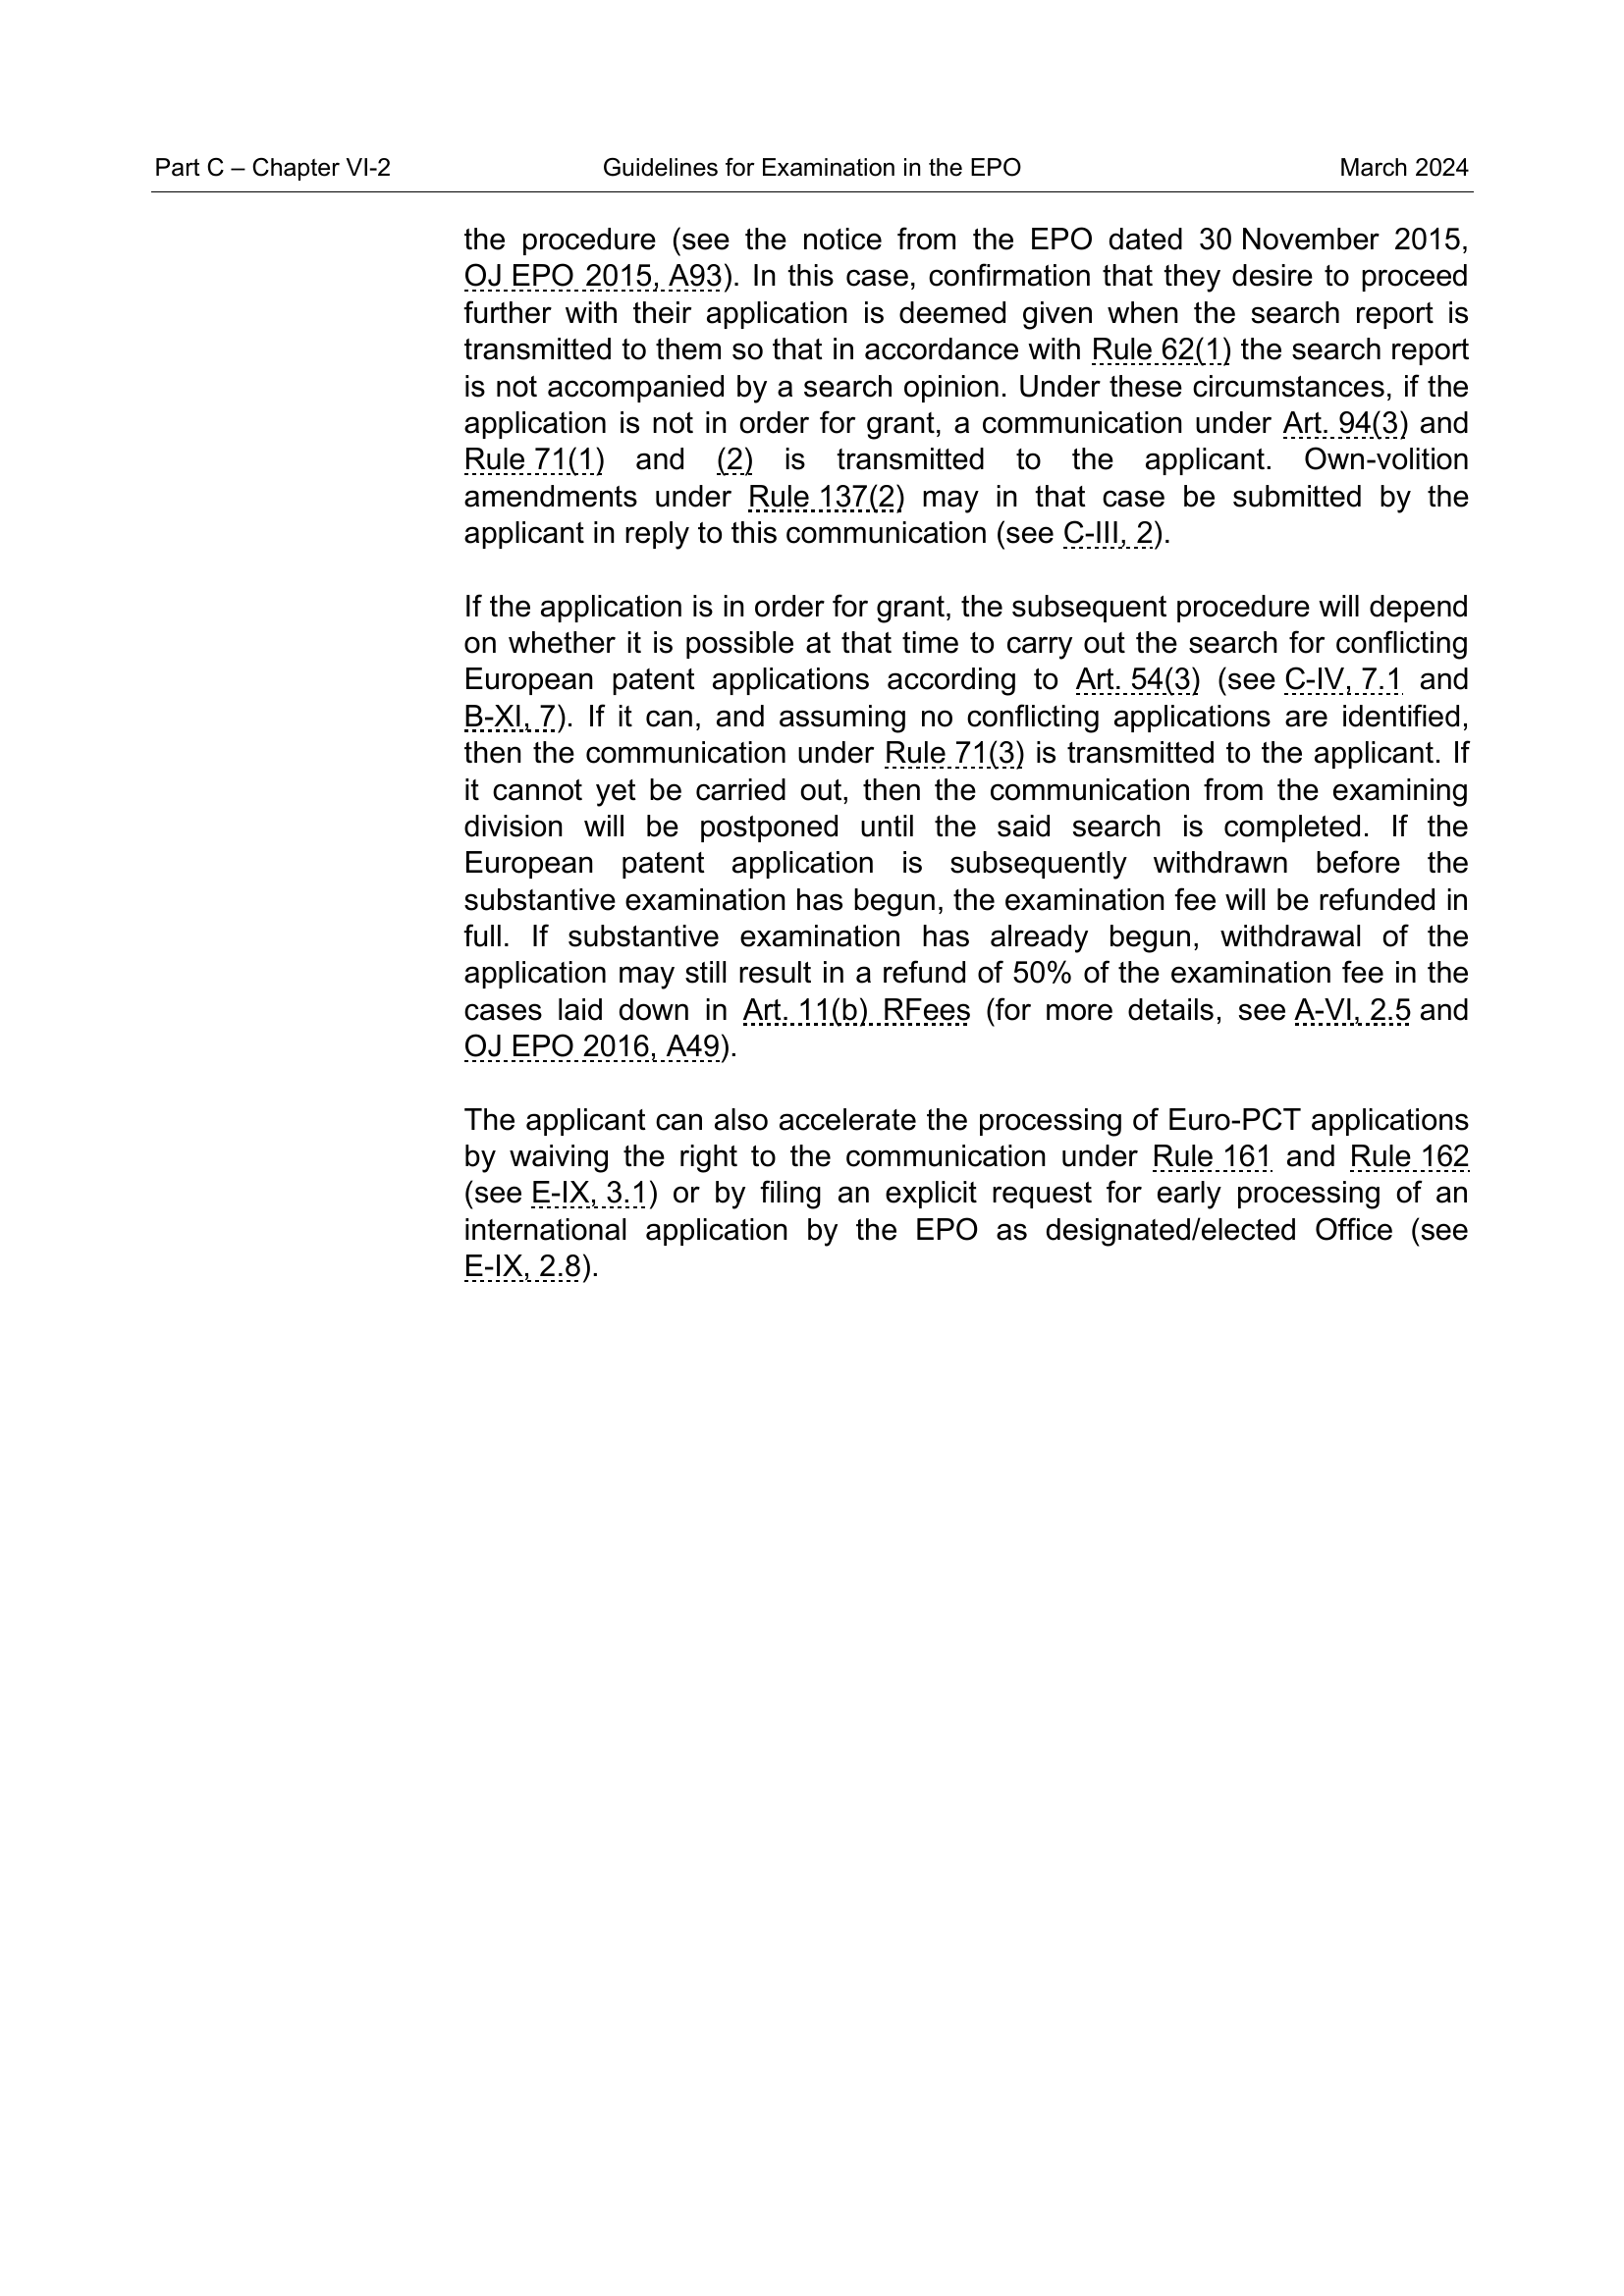 Part C – Chapter VI-2 Guidelines for Examination in the EPO March 2024
the procedure (see the notice from the EPO dated 30 November 2015,
OJ EPO 2015, A93). In this case, confirmation that they desire to proceed
further with their application is deemed given when the search report is
transmitted to them so that in accordance with Rule 62(1) the search report
is not accompanied by a search opinion. Under these circumstances, if the
application is not in order for grant, a communication under Art. 94(3) and
Rule 71(1) and (2) is transmitted to the applicant. Own-volition
amendments under Rule 137(2) may in that case be submitted by the
applicant in reply to this communication (see C-III, 2).
If the application is in order for grant, the subsequent procedure will depend
on whether it is possible at that time to carry out the search for conflicting
European patent applications according to Art. 54(3) (see C-IV, 7.1 and
B-XI, 7). If it can, and assuming no conflicting applications are identified,
then the communication under Rule 71(3) is transmitted to the applicant. If
it cannot yet be carried out, then the communication from the examining
division will be postponed until the said search is completed. If the
European patent application is subsequently withdrawn before the
substantive examination has begun, the examination fee will be refunded in
full. If substantive examination has already begun, withdrawal of the
application may still result in a refund of 50% of the examination fee in the
cases laid down in Art. 11(b) RFees (for more details, see A-VI, 2.5 and
OJ EPO 2016, A49).
The applicant can also accelerate the processing of Euro-PCT applications
by waiving the right to the communication under Rule 161 and Rule 162
(see E-IX, 3.1) or by filing an explicit request for early processing of an
international application by the EPO as designated/elected Office (see
E-IX, 2.8).